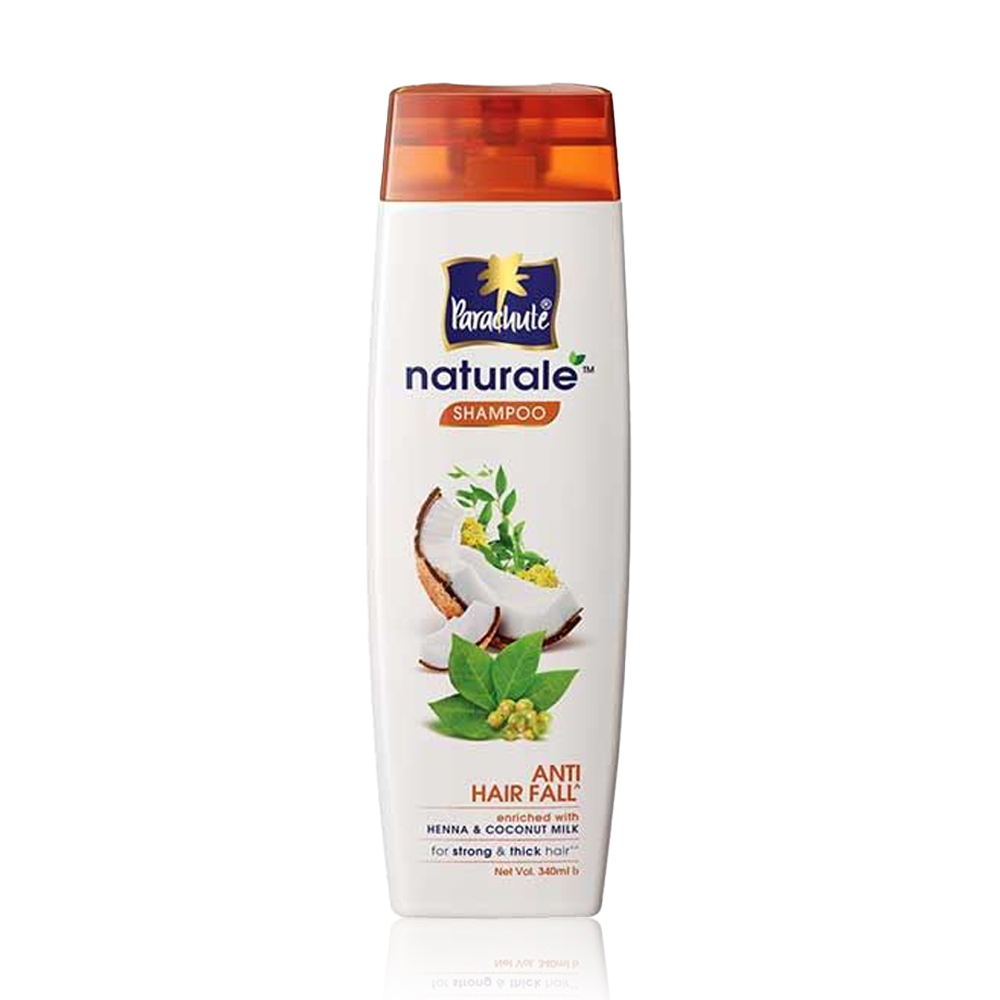 Parachute®
naturale™
SHAMPOO
ANTI
HAIR FALL^
enriched with
HENNA & COCONUT MILK
for strong & thick hair^^
Net Vol. 340ml b